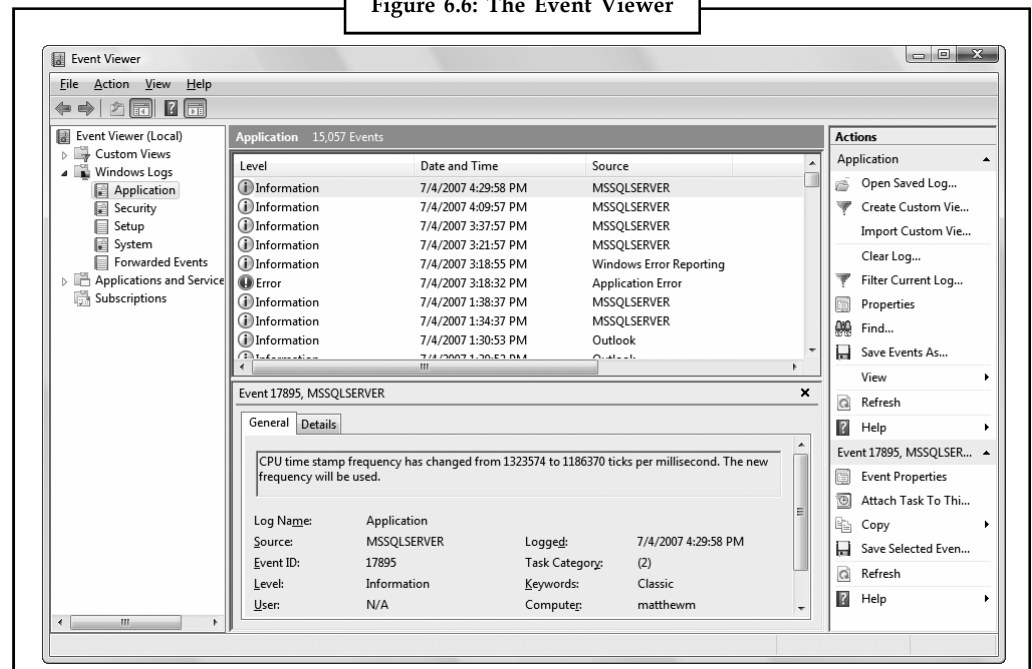 Figure 6.6: The Event Viewer
Event Viewer
File Action View Help
Event Viewer (Local)
Custom Views
Windows Logs
Application
Security
Setup
System
Forwarded Events
Applications and Service
Subscriptions
Application 15,057 Events
Level Date and Time Source
Information 7/4/2007 4:29:58 PM MSSQLSERVER
Information 7/4/2007 4:09:57 PM MSSQLSERVER
Information 7/4/2007 3:37:57 PM MSSQLSERVER
Information 7/4/2007 3:21:57 PM MSSQLSERVER
Information 7/4/2007 3:18:55 PM Windows Error Reporting
Error 7/4/2007 3:18:32 PM Application Error
Information 7/4/2007 1:38:37 PM MSSQLSERVER
Information 7/4/2007 1:34:37 PM MSSQLSERVER
Information 7/4/2007 1:30:53 PM Outlook
Event 17895, MSSQLSERVER
General Details
CPU time stamp frequency has changed from 1323574 to 1186370 ticks per millisecond. The new
frequency will be used.
Log Name: Application
Source: MSSQLSERVER Logged: 7/4/2007 4:29:58 PM
Event ID: 17895 Task Category: (2)
Level: Information Keywords: Classic
User: N/A Computer: matthewm
Actions
Application
Open Saved Log...
Create Custom Vie...
Import Custom Vie...
Clear Log...
Filter Current Log...
Properties
Find...
Save Events As...
View
Refresh
Help
Event 17895, MSSQLSER...
Event Properties
Attach Task To Thi...
Copy
Save Selected Even...
Refresh
Help